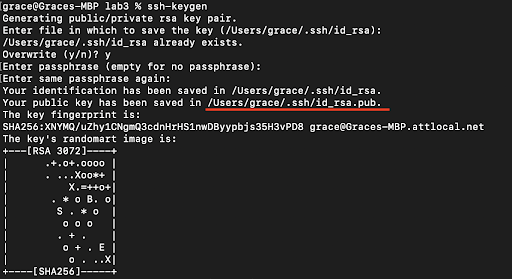 [grace@Graces-MBP lab3 % ssh-keygen
Generating public/private rsa key pair.
[Enter file in which to save the key (/Users/grace/.ssh/id_rsa):
/Users/grace/.ssh/id_rsa already exists.
[Overwrite (y/n)? y
[Enter passphrase (empty for no passphrase):
[Enter same passphrase again:
Your identification has been saved in /Users/grace/.ssh/id_rsa.
Your public key has been saved in /Users/grace/.ssh/id_rsa.pub.
The key fingerprint is:
SHA256:XNYMQ/uZhy1CNgmQ3cdnHrHS1nwDByypbjs35H3vPD8 grace@Graces-MBP.attlocal.net
The key's randomart image is:
+---[RSA 3072]----+
|      .+.o+.oooo |
|      . ...Xoo*+ |
|          X.=++o+|
|       . * o B. o|
|        S . * o  |
|         o o o   |
|        . + .    |
|         o + . E |
|          o . ..X|
+----[SHA256]-----+